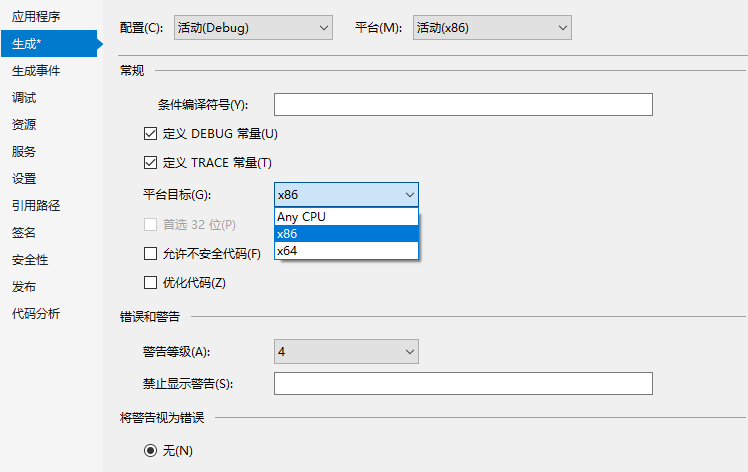 应用程序
生成*
生成事件
调试
资源
服务
设置
引用路径
签名
安全性
发布
代码分析
配置(C): 活动(Debug) 平台(M): 活动(x86)
常规
条件编译符号(Y):
定义 DEBUG 常量(U)
定义 TRACE 常量(T)
平台目标(G): x86
Any CPU
首选 32 位(P)
x86
允许不安全代码(F)
x64
优化代码(Z)
错误和警告
警告等级(A): 4
禁止显示警告(S):
将警告视为错误
无(N)